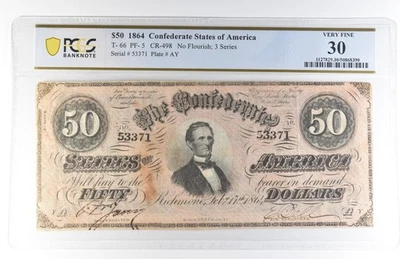 PCGS BANKNOTE
$50 1864 Confederate States of America
T- 66 PF- 5 CR-498 No Flourish; 3 Series
Serial # 53371 Plate # AY
VERY FINE
30
The Confederate
50 53371 53371 50
STATES OF AMERICA
Will pay to the bearer on demand
FIFTY DOLLARS
Richmond, Feb. 17th 1864